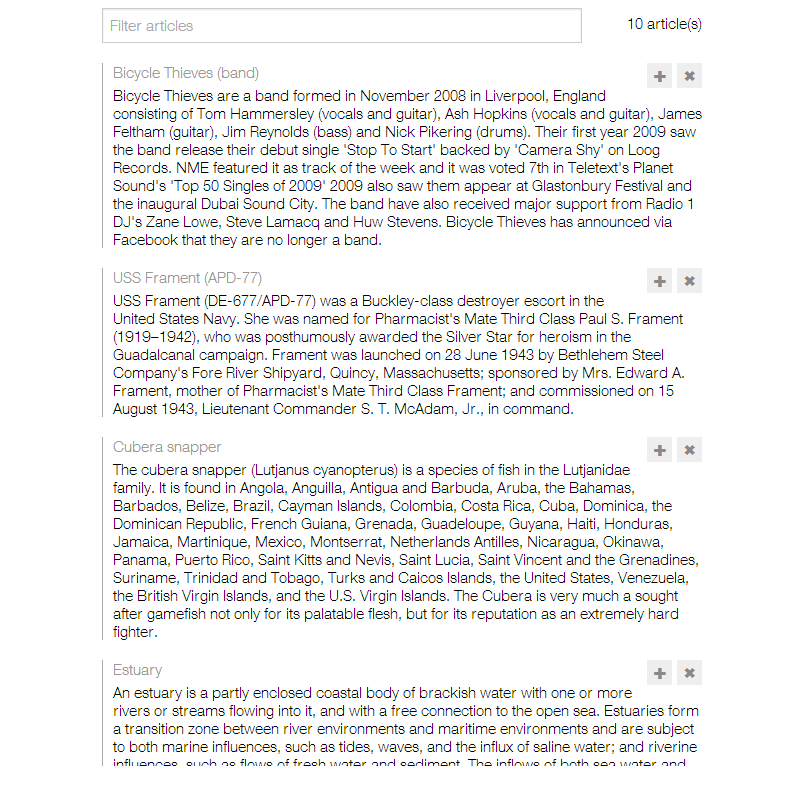 Filter articles
10 article(s)
Bicycle Thieves (band)
Bicycle Thieves are a band formed in November 2008 in Liverpool, England
consisting of Tom Hammersley (vocals and guitar), Ash Hopkins (vocals and guitar), James
Feltham (guitar), Jim Reynolds (bass) and Nick Pikering (drums). Their first year 2009 saw
the band release their debut single 'Stop To Start' backed by 'Camera Shy' on Loog
Records. NME featured it as track of the week and it was voted 7th in Teletext's Planet
Sound's 'Top 50 Singles of 2009' 2009 also saw them appear at Glastonbury Festival and
the inaugural Dubai Sound City. The band have also received major support from Radio 1
DJ's Zane Lowe, Steve Lamacq and Huw Stevens. Bicycle Thieves has announced via
Facebook that they are no longer a band.
USS Frament (APD-77)
USS Frament (DE-677/APD-77) was a Buckley-class destroyer escort in the
United States Navy. She was named for Pharmacist's Mate Third Class Paul S. Frament
(1919–1942), who was posthumously awarded the Silver Star for heroism in the
Guadalcanal campaign. Frament was launched on 28 June 1943 by Bethlehem Steel
Company's Fore River Shipyard, Quincy, Massachusetts; sponsored by Mrs. Edward A.
Frament, mother of Pharmacist's Mate Third Class Frament; and commissioned on 15
August 1943, Lieutenant Commander S. T. McAdam, Jr., in command.
Cubera snapper
The cubera snapper (Lutjanus cyanopterus) is a species of fish in the Lutjanidae
family. It is found in Angola, Anguilla, Antigua and Barbuda, Aruba, the Bahamas,
Barbados, Belize, Brazil, Cayman Islands, Colombia, Costa Rica, Cuba, Dominica, the
Dominican Republic, French Guiana, Grenada, Guadeloupe, Guyana, Haiti, Honduras,
Jamaica, Martinique, Mexico, Montserrat, Netherlands Antilles, Nicaragua, Okinawa,
Panama, Puerto Rico, Saint Kitts and Nevis, Saint Lucia, Saint Vincent and the Grenadines,
Suriname, Trinidad and Tobago, Turks and Caicos Islands, the United States, Venezuela,
the British Virgin Islands, and the U.S. Virgin Islands. The Cubera is very much a sought
after gamefish not only for its palatable flesh, but for its reputation as an extremely hard
fighter.
Estuary
An estuary is a partly enclosed coastal body of brackish water with one or more
rivers or streams flowing into it, and with a free connection to the open sea. Estuaries form
a transition zone between river environments and maritime environments and are subject
to both marine influences, such as tides, waves, and the influx of saline water; and riverine
influences, such as flows of fresh water and sediment. The inflows of both sea water and